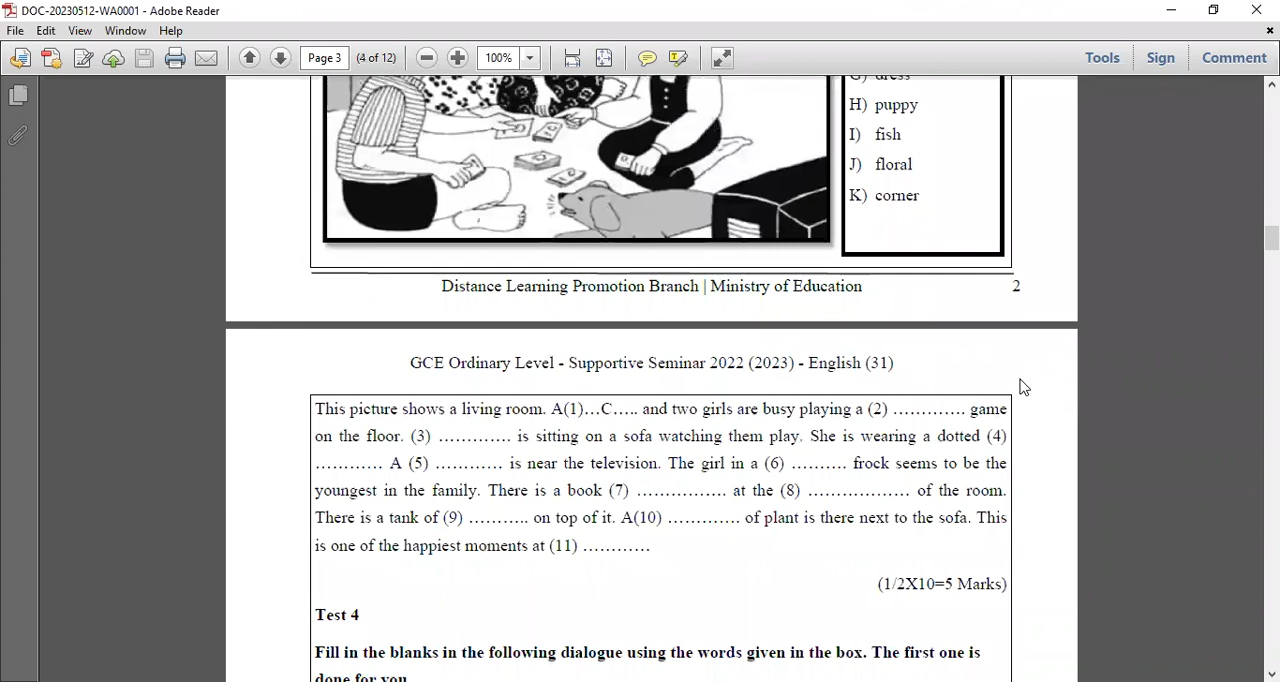 DOC-20230512-WA0001 - Adobe Reader
File Edit View Window Help
Page 3 (4 of 12) 100% Tools Sign Comment
G) dress
H) puppy
I) fish
J) floral
K) corner
Distance Learning Promotion Branch | Ministry of Education 2
GCE Ordinary Level - Supportive Seminar 2022 (2023) - English (31)
This picture shows a living room. A(1)...C..... and two girls are busy playing a (2) ............. game
on the floor. (3) ............. is sitting on a sofa watching them play. She is wearing a dotted (4)
............ A (5) ............ is near the television. The girl in a (6) .......... frock seems to be the
youngest in the family. There is a book (7) ................ at the (8) .................. of the room.
There is a tank of (9) ........... on top of it. A(10) ............. of plant is there next to the sofa. This
is one of the happiest moments at (11) ............
(1/2X10=5 Marks)
Test 4
Fill in the blanks in the following dialogue using the words given in the box. The first one is
done for you